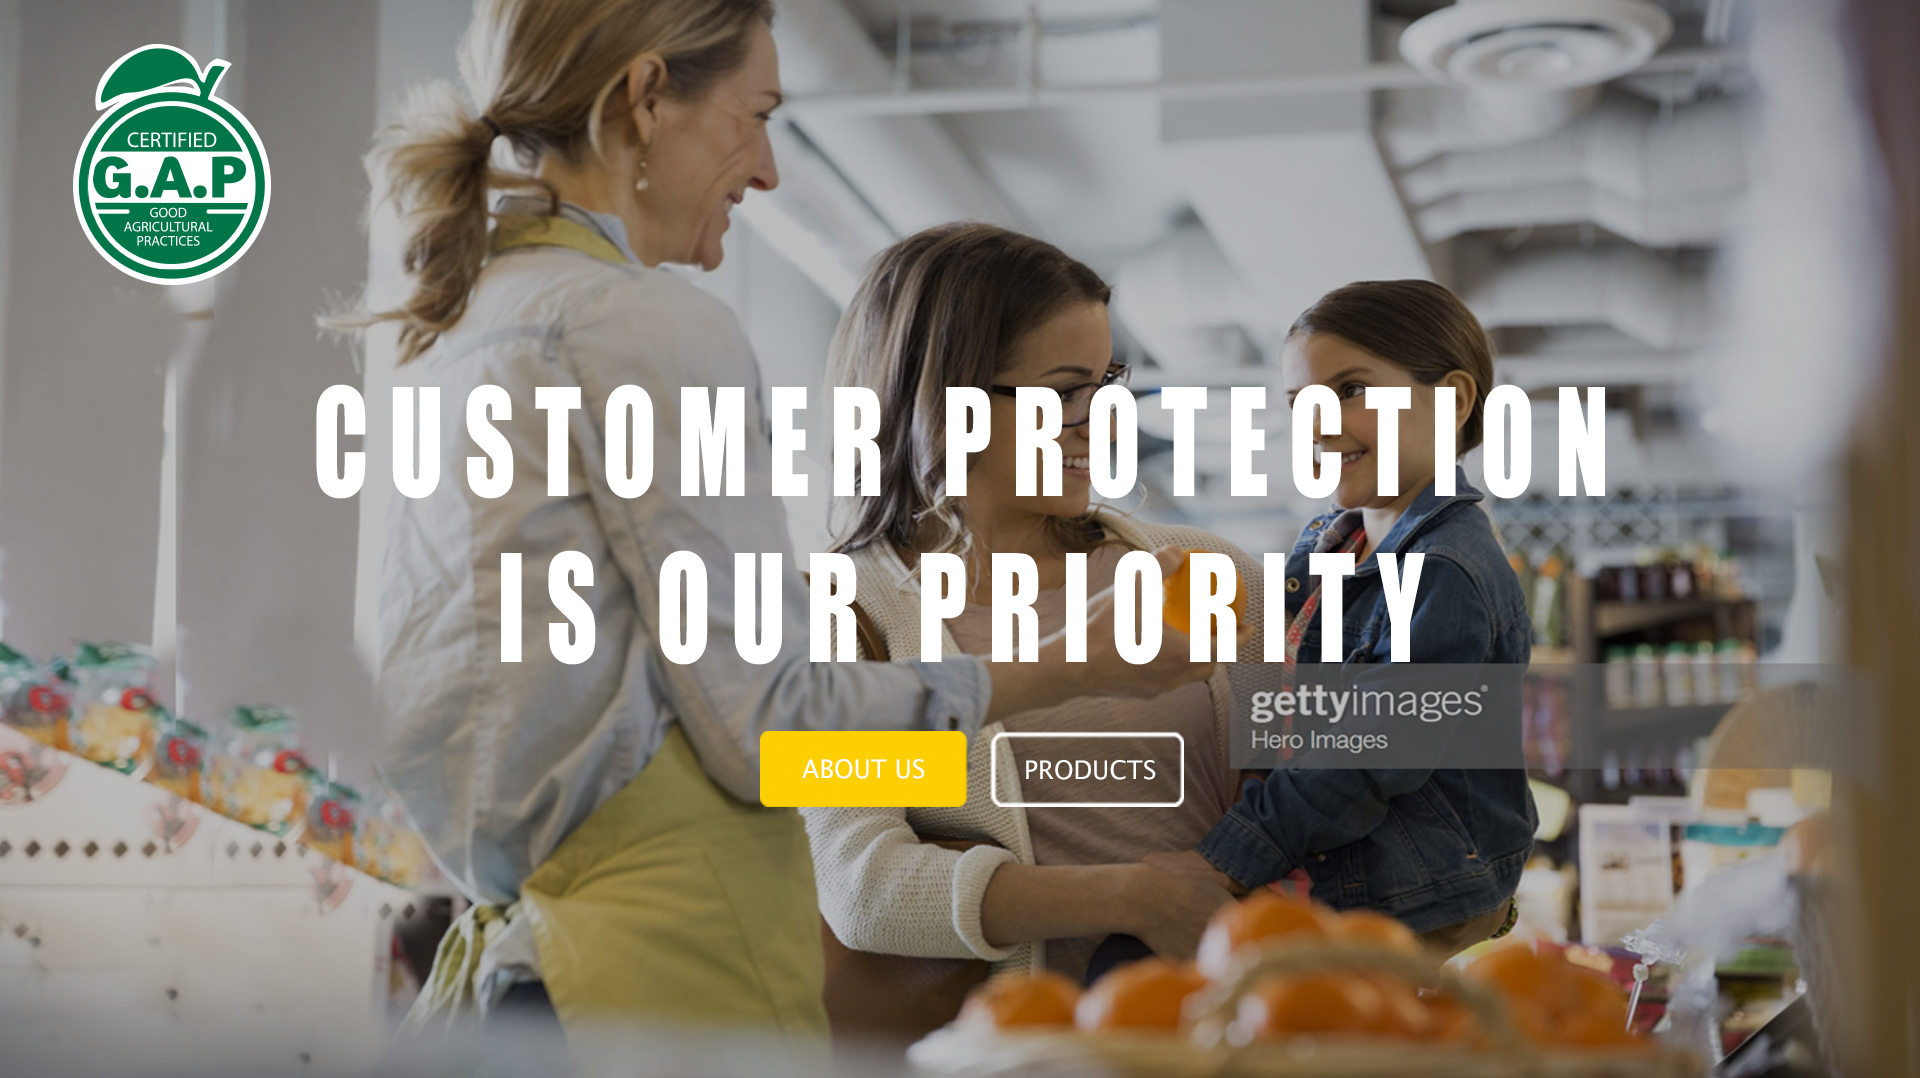 CERTIFIED
G.A.P
GOOD
AGRICULTURAL
PRACTICES
CUSTOMER PROTECTION
IS OUR PRIORITY
gettyimages®
Hero Images
ABOUT US
PRODUCTS